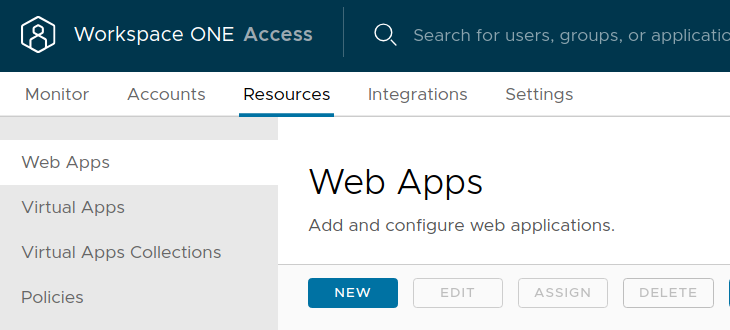 Workspace ONE Access
Search for users, groups, or
Monitor Accounts Resources Integrations Settings
Web Apps
Virtual Apps
Virtual Apps Collections
Policies
Web Apps
Add and configure web applications.
NEW EDIT ASSIGN DELETE